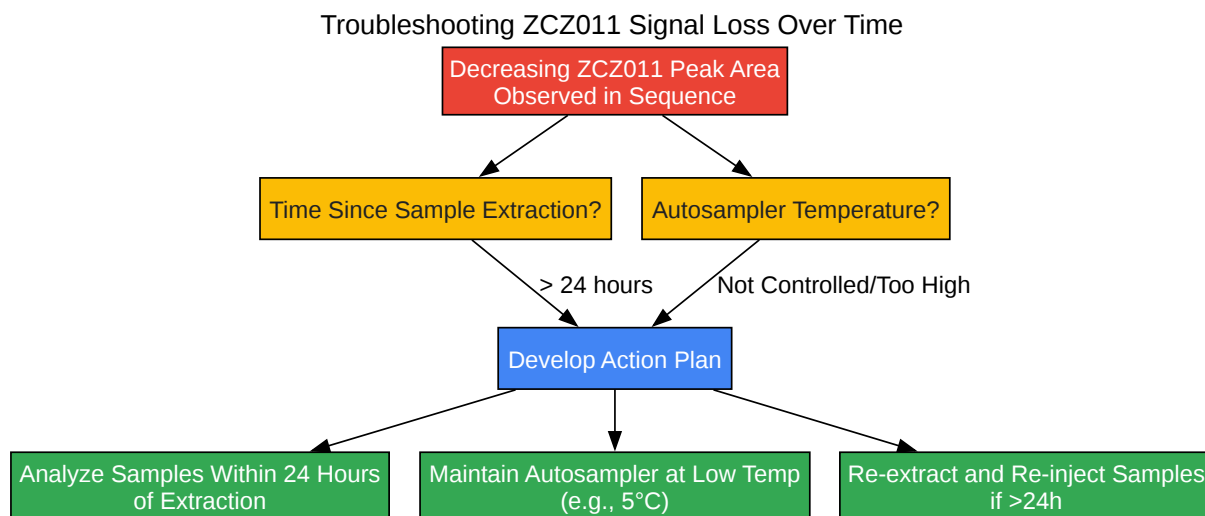 Troubleshooting ZCZ011 Signal Loss Over Time
Decreasing ZCZ011 Peak Area
Observed in Sequence
Time Since Sample Extraction?
Autosampler Temperature?
> 24 hours
Not Controlled/Too High
Develop Action Plan
Analyze Samples Within 24 Hours
of Extraction
Maintain Autosampler at Low Temp
(e.g., 5°C)
Re-extract and Re-inject Samples
if >24h